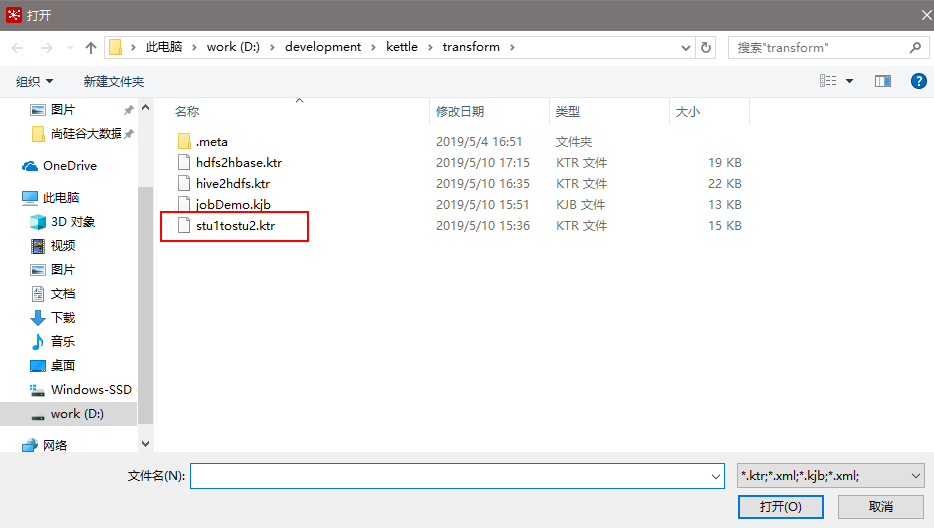 打开
此电脑 work (D:) development kettle transform
搜索"transform"
组织 新建文件夹
图片
尚硅谷大数据
OneDrive
此电脑
3D 对象
视频
图片
文档
下载
音乐
桌面
Windows-SSD
work (D:)
网络
名称 修改日期 类型 大小
.meta 2019/5/4 16:51 文件夹
hdfs2hbase.ktr 2019/5/10 17:15 KTR 文件 19 KB
hive2hdfs.ktr 2019/5/10 16:35 KTR 文件 22 KB
jobDemo.kjb 2019/5/10 15:51 KJB 文件 13 KB
stu1tostu2.ktr 2019/5/10 15:36 KTR 文件 15 KB
文件名(N):
*.ktr;*.xml;*.kjb;*.xml;
打开(O) 取消